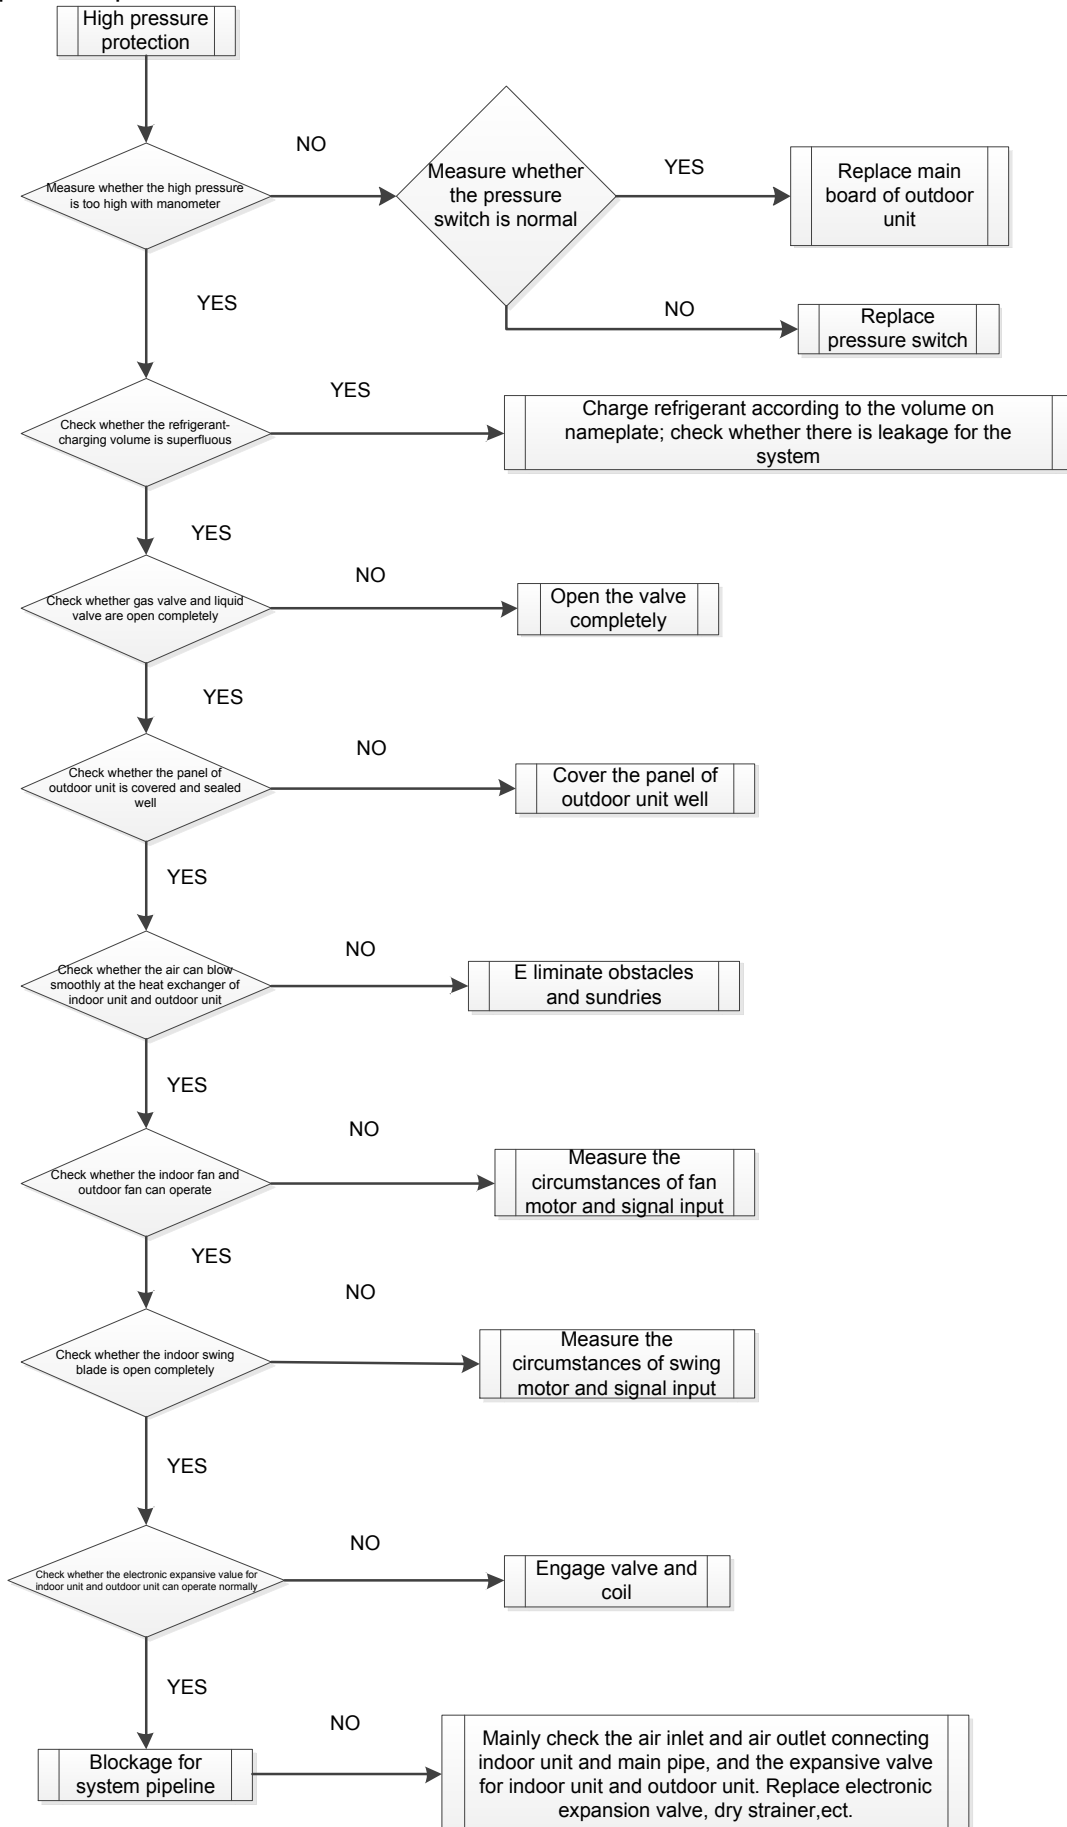 High pressure
protection
NO
Measure whether the high pressure
is too high with manometer
Measure whether
the pressure
switch is normal
YES
Replace main
board of outdoor
unit
YES
NO
Replace
pressure switch
Check whether the refrigerant-
charging volume is superfluous
YES
Charge refrigerant according to the volume on
nameplate; check whether there is leakage for the
system
YES
Check whether gas valve and liquid
valve are open completely
NO
Open the valve
completely
YES
Check whether the panel of
outdoor unit is covered and sealed
well
NO
Cover the panel of
outdoor unit well
YES
Check whether the air can blow
smoothly at the heat exchanger of
indoor unit and outdoor unit
NO
E liminate obstacles
and sundries
YES
Check whether the indoor fan and
outdoor fan can operate
NO
Measure the
circumstances of fan
motor and signal input
YES
Check whether the indoor swing
blade is open completely
NO
Measure the
circumstances of swing
motor and signal input
YES
Check whether the electronic expansive value for
indoor unit and outdoor unit can operate normally
NO
Engage valve and
coil
YES
Blockage for
system pipeline
NO
Mainly check the air inlet and air outlet connecting
indoor unit and main pipe, and the expansive valve
for indoor unit and outdoor unit. Replace electronic
expansion valve, dry strainer,ect.